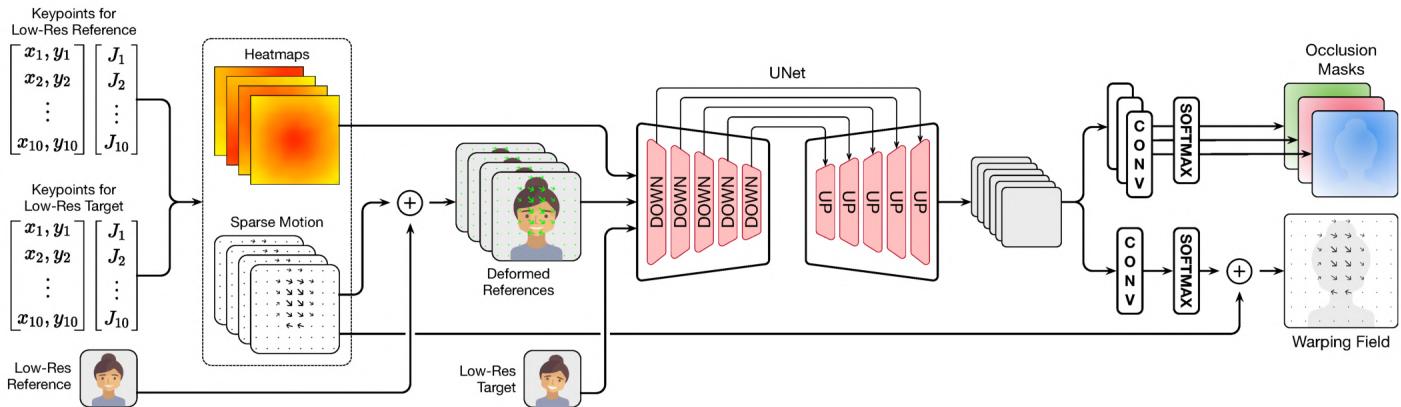 Keypoints for
Low-Res Reference
x₁, y₁ J₁
x₂, y₂ J₂
⋮ ⋮
x₁₀, y₁₀ J₁₀
Keypoints for
Low-Res Target
x₁, y₁ J₁
x₂, y₂ J₂
⋮ ⋮
x₁₀, y₁₀ J₁₀
Low-Res
Reference
Heatmaps
Sparse Motion
+
Deformed
References
Low-Res
Target
UNet
DOWN
DOWN
DOWN
DOWN
DOWN
UP
UP
UP
UP
UP
CONV
SOFTMAX
Occlusion
Masks
CONV
SOFTMAX
+
Warping Field